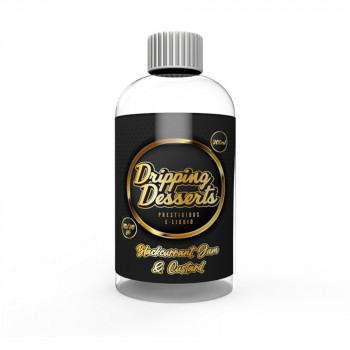 200ml
Dripping
Desserts
PRESTIGIOUS
E-LIQUID
Blackcurrant Jam
& Custard